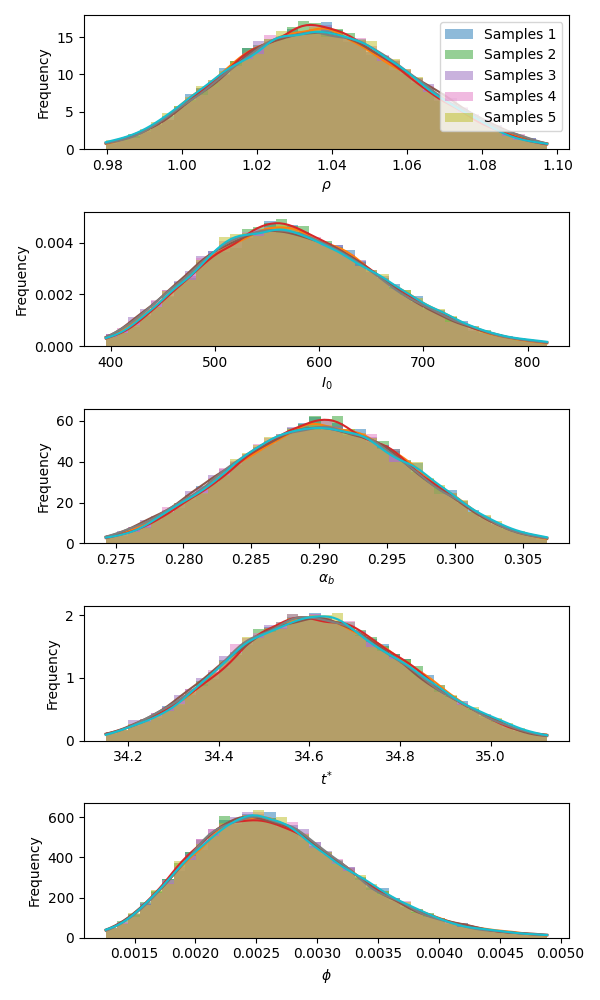 15
10
5
0
Frequency
0.98 1.00 1.02 1.04 1.06 1.08 1.10
ρ
Samples 1
Samples 2
Samples 3
Samples 4
Samples 5
0.004
0.002
0.000
Frequency
400 500 600 700 800
I₀
60
40
20
0
Frequency
0.275 0.280 0.285 0.290 0.295 0.300 0.305
α_b
2
1
0
Frequency
34.2 34.4 34.6 34.8 35.0
t*
600
400
200
0
Frequency
0.0015 0.0020 0.0025 0.0030 0.0035 0.0040 0.0045 0.0050
ϕ